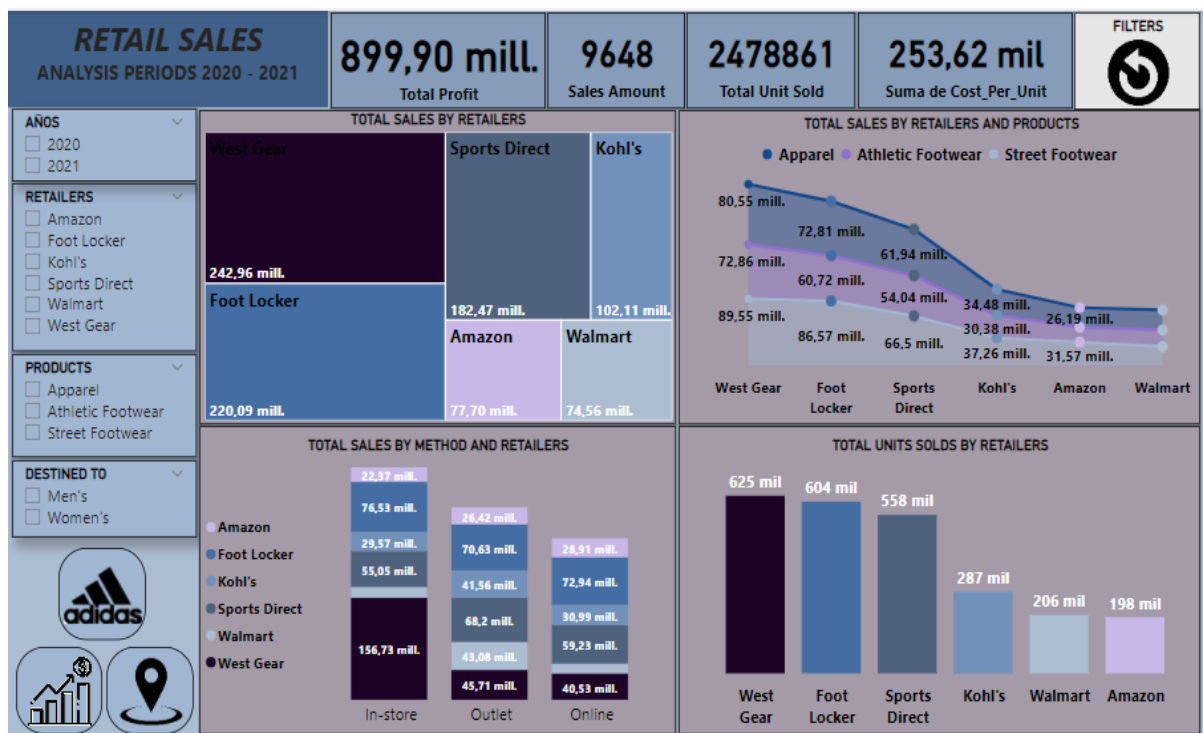 RETAIL SALES
ANALYSIS PERIODS 2020 - 2021
899,90 mill.
Total Profit
9648
Sales Amount
2478861
Total Unit Sold
253,62 mil
Suma de Cost_Per_Unit
FILTERS
AÑOS
2020
2021
RETAILERS
Amazon
Foot Locker
Kohl's
Sports Direct
Walmart
West Gear
PRODUCTS
Apparel
Athletic Footwear
Street Footwear
DESTINED TO
Men's
Women's
adidas
TOTAL SALES BY RETAILERS
West Gear
242,96 mill.
Foot Locker
220,09 mill.
Sports Direct
182,47 mill.
Kohl's
102,11 mill.
Amazon
77,70 mill.
Walmart
74,56 mill.
TOTAL SALES BY RETAILERS AND PRODUCTS
Apparel Athletic Footwear Street Footwear
80,55 mill.
72,81 mill.
61,94 mill.
34,48 mill.
26,19 mill.
72,86 mill.
60,72 mill.
54,04 mill.
30,38 mill.
89,55 mill.
86,57 mill.
66,5 mill.
37,26 mill.
31,57 mill.
West Gear
Foot
Locker
Sports
Direct
Kohl's
Amazon
Walmart
TOTAL SALES BY METHOD AND RETAILERS
Amazon
Foot Locker
Kohl's
Sports Direct
Walmart
West Gear
22,37 mill.
76,53 mill.
29,57 mill.
55,05 mill.
156,73 mill.
In-store
26,42 mill.
70,63 mill.
41,56 mill.
68,2 mill.
43,08 mill.
45,71 mill.
Outlet
28,91 mill.
72,94 mill.
30,99 mill.
59,23 mill.
40,53 mill.
Online
TOTAL UNITS SOLDS BY RETAILERS
625 mil
604 mil
558 mil
287 mil
206 mil
198 mil
West
Gear
Foot
Locker
Sports
Direct
Kohl's
Walmart
Amazon